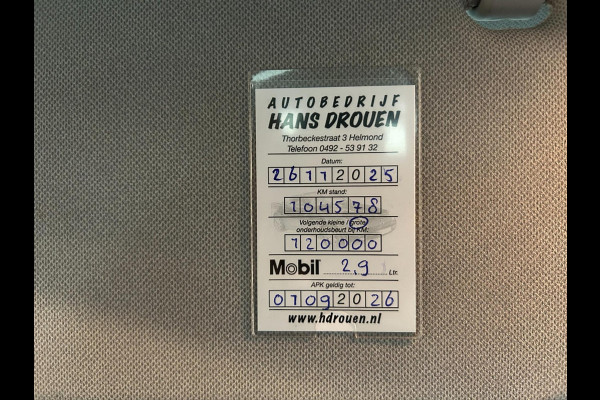 AUTOBEDRIJF
HANS DROUEN
Thorbeckestraat 3 Helmond
Telefoon 0492 - 53 91 32
Datum:
26112025
KM stand:
104578
Volgende kleine / grote
onderhoudsbeurt bij KM:
120000
Mobil 2,9 Ltr.
APK geldig tot:
01092026
www.hdrouen.nl